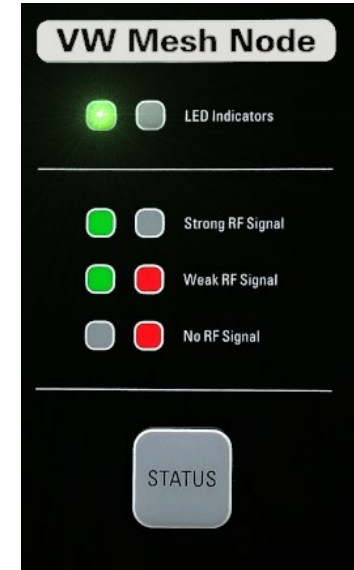 VW Mesh Node
LED Indicators
Strong RF Signal
Weak RF Signal
No RF Signal
STATUS